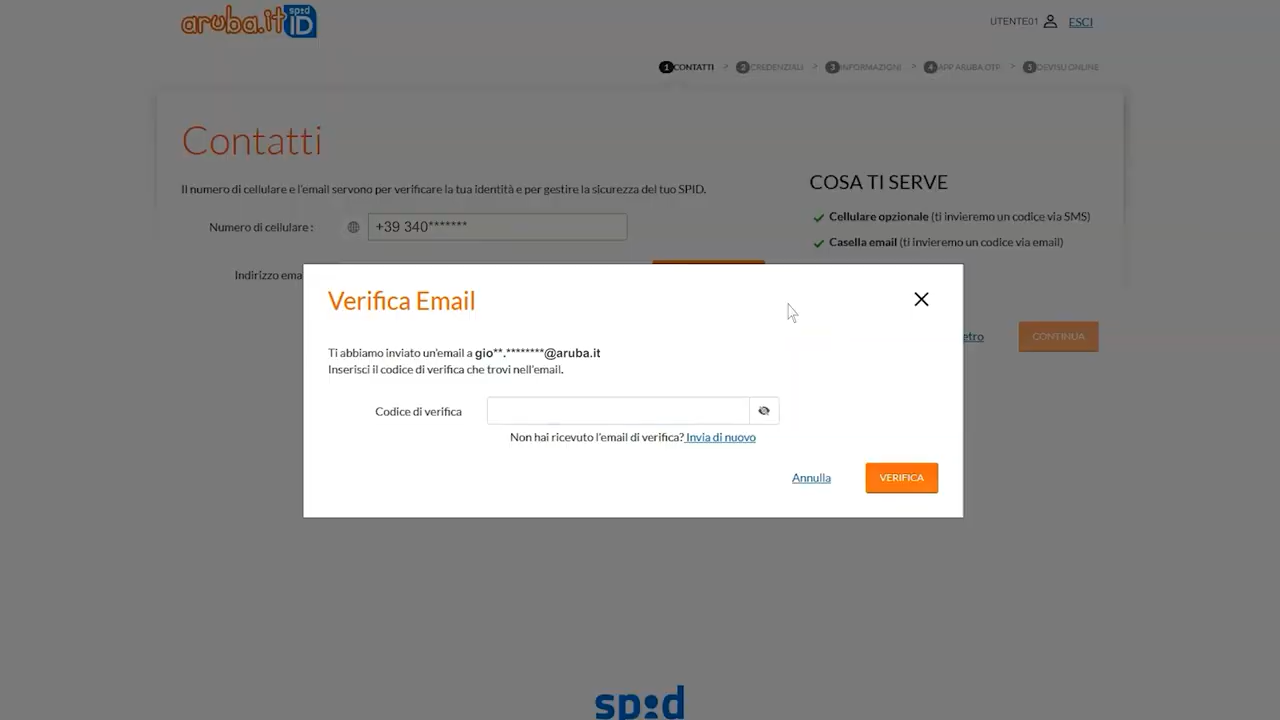 aruba.it spid ID
UTENTE01 ESCI
1 CONTATTI > 2 CREDENZIALI > 3 INFORMAZIONI > 4 APP ARUBA OTP > 5 DEVISU ONLINE
Contatti
Il numero di cellulare e l'email servono per verificare la tua identità e per gestire la sicurezza del tuo SPID.
COSA TI SERVE
Numero di cellulare : +39 340*******
Cellulare opzionale (ti invieremo un codice via SMS)
Casella email (ti invieremo un codice via email)
Indirizzo ema
Verifica Email
etro CONTINUA
Ti abbiamo inviato un'email a gio**.********@aruba.it
Inserisci il codice di verifica che trovi nell'email.
Codice di verifica
Non hai ricevuto l'email di verifica? Invia di nuovo
Annulla VERIFICA
spid